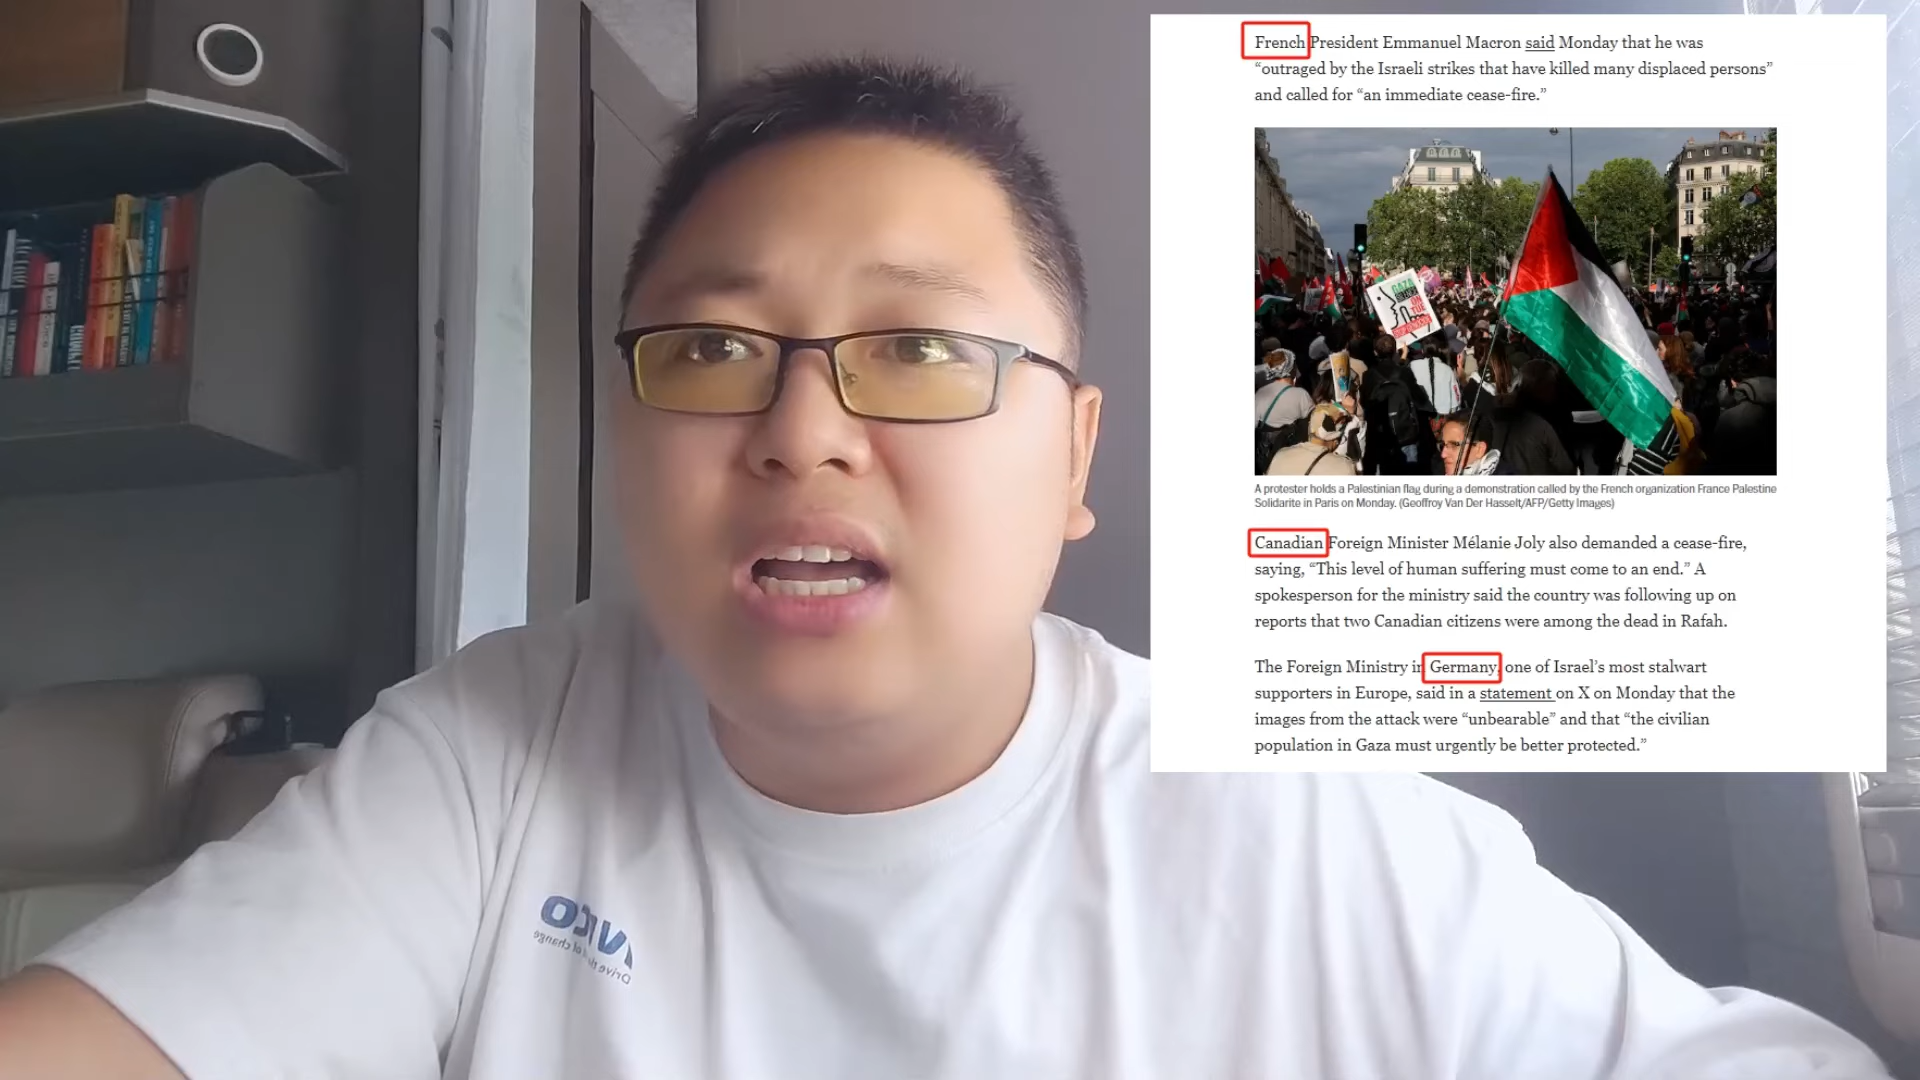 French President Emmanuel Macron said Monday that he was
“outraged by the Israeli strikes that have killed many displaced persons”
and called for “an immediate cease-fire.”
GAZA
ON
THE
A protester holds a Palestinian flag during a demonstration called by the French organization France Palestine
Solidarite in Paris on Monday. (Geoffroy Van Der Hasselt/AFP/Getty Images)
Canadian Foreign Minister Mélanie Joly also demanded a cease-fire,
saying, “This level of human suffering must come to an end.” A
spokesperson for the ministry said the country was following up on
reports that two Canadian citizens were among the dead in Rafah.
The Foreign Ministry in Germany, one of Israel’s most stalwart
supporters in Europe, said in a statement on X on Monday that the
images from the attack were “unbearable” and that “the civilian
population in Gaza must urgently be better protected.”
Drive of change